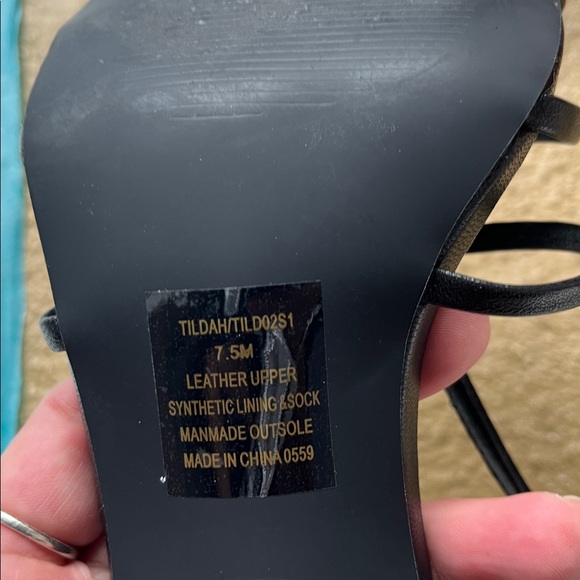 TILDAH/TILD02S1
7.5M
LEATHER UPPER
SYNTHETIC LINING &SOCK
MANMADE OUTSOLE
MADE IN CHINA 0559